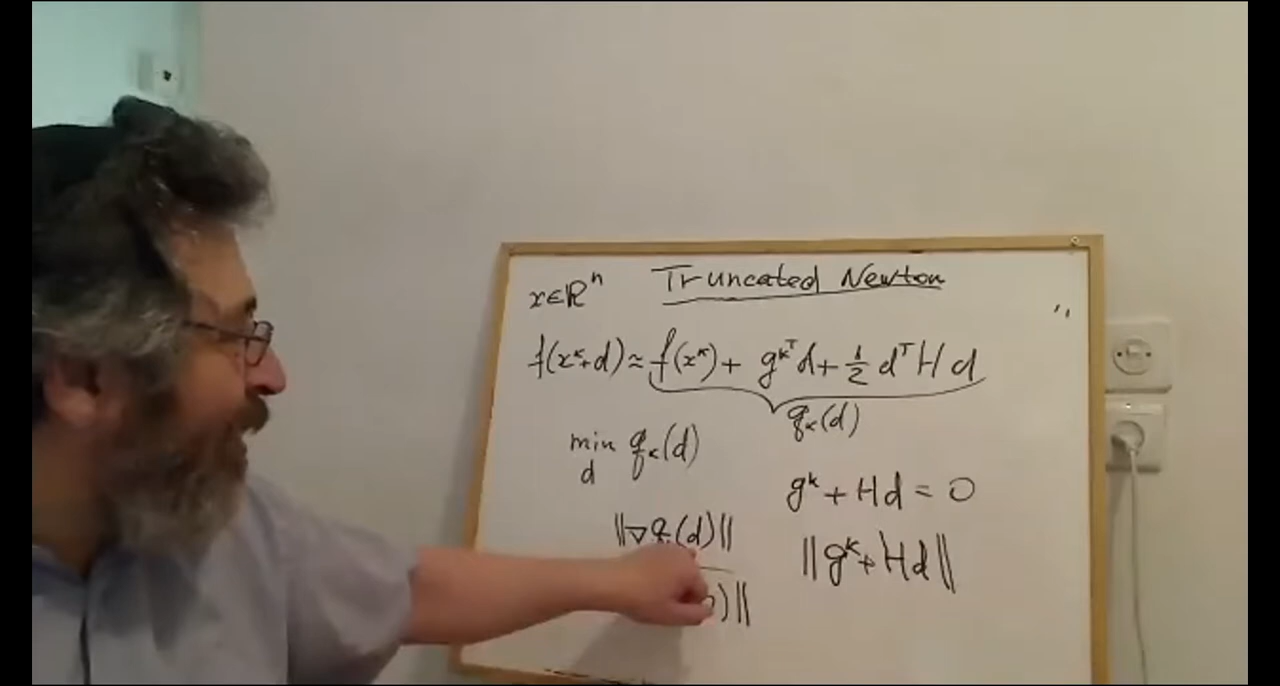 x∈ℝⁿ Truncated Newton
f(xᵏ+d) ≈ f(xᵏ) + gᵏᵀd + ½ dᵀHd
qₖ(d)
min qₖ(d)
d
gᵏ + Hd = 0
‖∇qₖ(d)‖
‖gᵏ + Hd‖
)‖